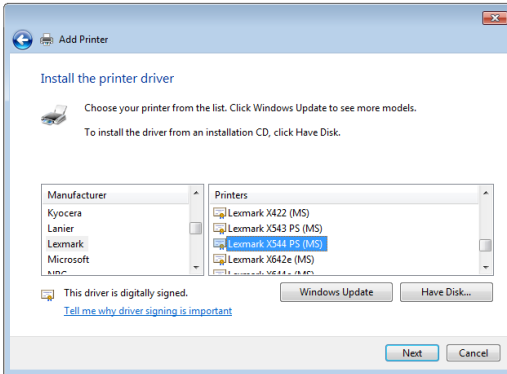 Add Printer
Install the printer driver
Choose your printer from the list. Click Windows Update to see more models.
To install the driver from an installation CD, click Have Disk.
Manufacturer
Kyocera
Lanier
Lexmark
Microsoft
Printers
Lexmark X422 (MS)
Lexmark X543 PS (MS)
Lexmark X544 PS (MS)
Lexmark X642e (MS)
This driver is digitally signed.
Tell me why driver signing is important
Windows Update
Have Disk...
Next
Cancel